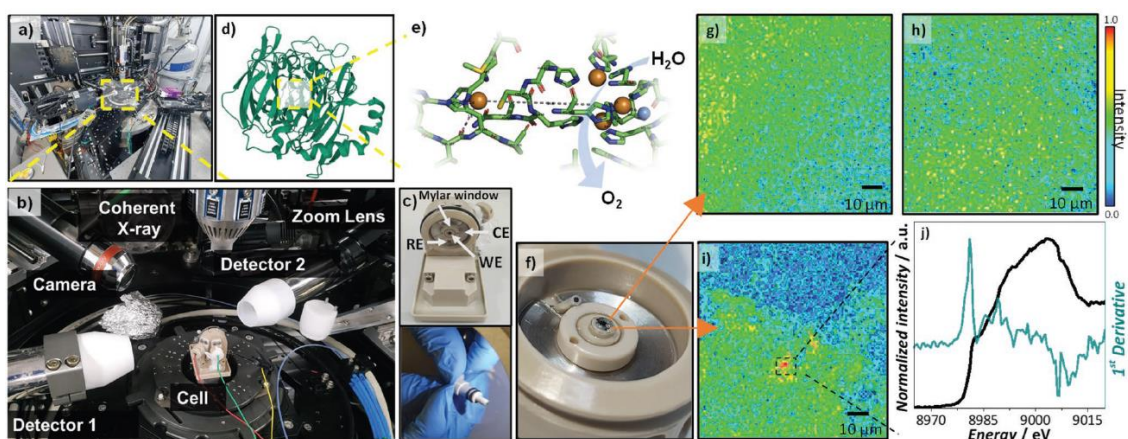 a)
d)
e)
H₂O
O₂
g)
h)
1.0
Intensity
0.0
10 µm
10 µm
b)
Coherent
X-ray
Zoom Lens
Detector 2
Camera
Cell
Detector 1
c)
Mylar window
RE
CE
WE
f)
i)
10 µm
j)
Normalized intensity / a.u.
1st Derivative
8970 8985 9000 9015
Energy / eV